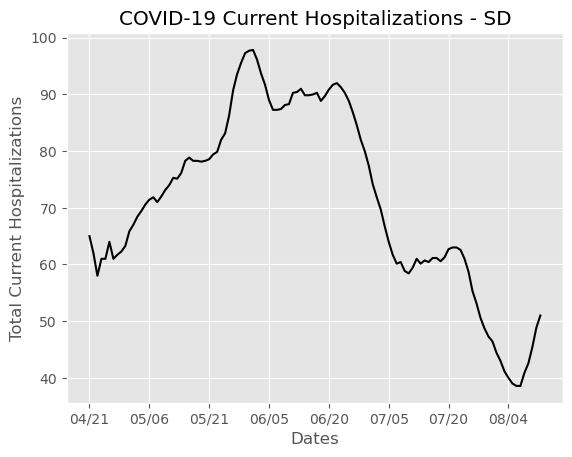 COVID-19 Current Hospitalizations - SD
Total Current Hospitalizations
100
90
80
70
60
50
40
04/21 05/06 05/21 06/05 06/20 07/05 07/20 08/04
Dates